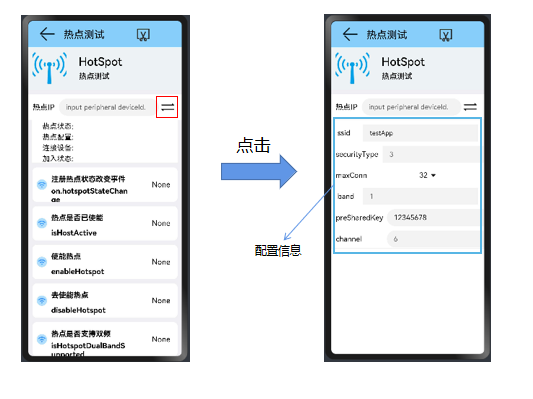 热点测试
HotSpot
热点测试
热点IP input peripheral deviceId.
热点状态:
热点配置:
连接设备:
加入状态:
注册热点状态改变事件
on.hotspotStateChan
ge
None
热点是否已使能
isHostActive
None
使能热点
enableHotspot
None
去使能热点
disableHotspot
None
热点是否支持双频
isHotspotDualBandS
upported
None
点击
配置信息
热点测试
HotSpot
热点测试
热点IP input peripheral deviceId.
ssid testApp
securityType 3
maxConn 32
band 1
preSharedKey 12345678
channel 6